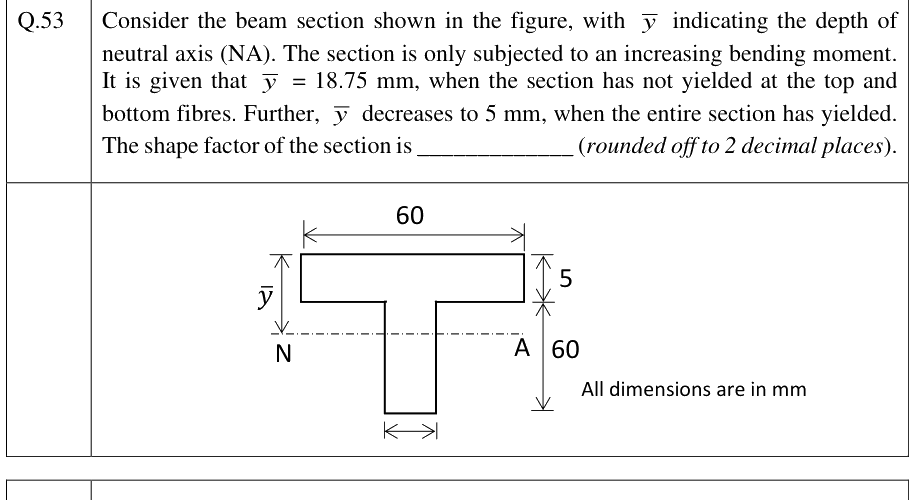 Q.53 Consider the beam section shown in the figure, with y̅ indicating the depth of
neutral axis (NA). The section is only subjected to an increasing bending moment.
It is given that y̅ = 18.75 mm, when the section has not yielded at the top and
bottom fibres. Further, y̅ decreases to 5 mm, when the entire section has yielded.
The shape factor of the section is ______________ (rounded off to 2 decimal places).
60
5
y̅
N A 60
All dimensions are in mm